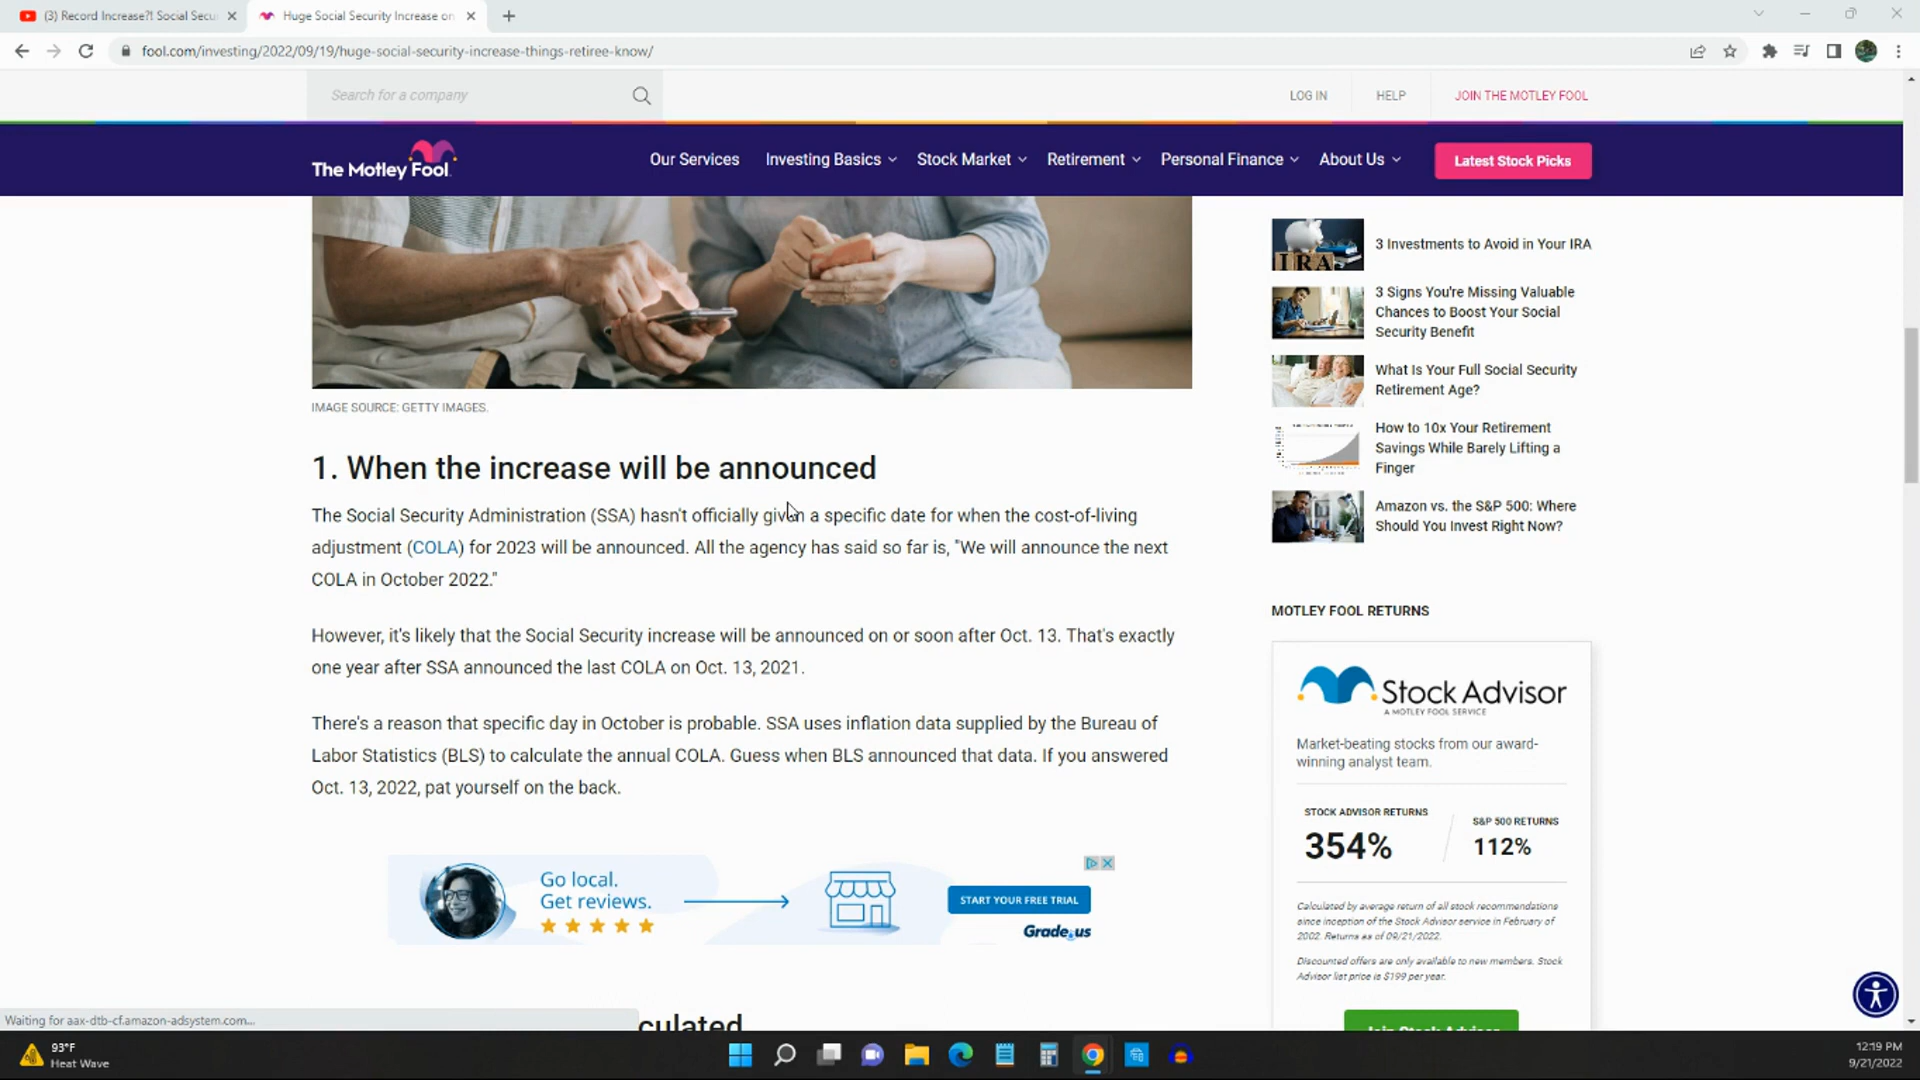 (3) Record Increase?! Social Secu
Huge Social Security Increase on
fool.com/investing/2022/09/19/huge-social-security-increase-things-retiree-know/
Search for a company
LOG IN
HELP
JOIN THE MOTLEY FOOL
The Motley Fool.
Our Services
Investing Basics
Stock Market
Retirement
Personal Finance
About Us
Latest Stock Picks
IRA
3 Investments to Avoid in Your IRA
3 Signs You're Missing Valuable
Chances to Boost Your Social
Security Benefit
What Is Your Full Social Security
Retirement Age?
How to 10x Your Retirement
Savings While Barely Lifting a
Finger
Amazon vs. the S&P 500: Where
Should You Invest Right Now?
IMAGE SOURCE: GETTY IMAGES.
1. When the increase will be announced
The Social Security Administration (SSA) hasn't officially given a specific date for when the cost-of-living
adjustment (COLA) for 2023 will be announced. All the agency has said so far is, "We will announce the next
COLA in October 2022."
However, it's likely that the Social Security increase will be announced on or soon after Oct. 13. That's exactly
one year after SSA announced the last COLA on Oct. 13, 2021.
There's a reason that specific day in October is probable. SSA uses inflation data supplied by the Bureau of
Labor Statistics (BLS) to calculate the annual COLA. Guess when BLS announced that data. If you answered
Oct. 13, 2022, pat yourself on the back.
Go local.
Get reviews.
START YOUR FREE TRIAL
Grade.us
culated
MOTLEY FOOL RETURNS
Stock Advisor
A MOTLEY FOOL SERVICE
Market-beating stocks from our award-
winning analyst team.
STOCK ADVISOR RETURNS
354%
S&P 500 RETURNS
112%
Calculated by average return of all stock recommendations
since inception of the Stock Advisor service in February of
2002. Returns as of 09/21/2022.
Discounted offers are only available to new members. Stock
Advisor list price is $199 per year.
Join Stock Advisor
Waiting for aax-dtb-cf.amazon-adsystem.com...
93°F
Heat Wave
12:19 PM
9/21/2022